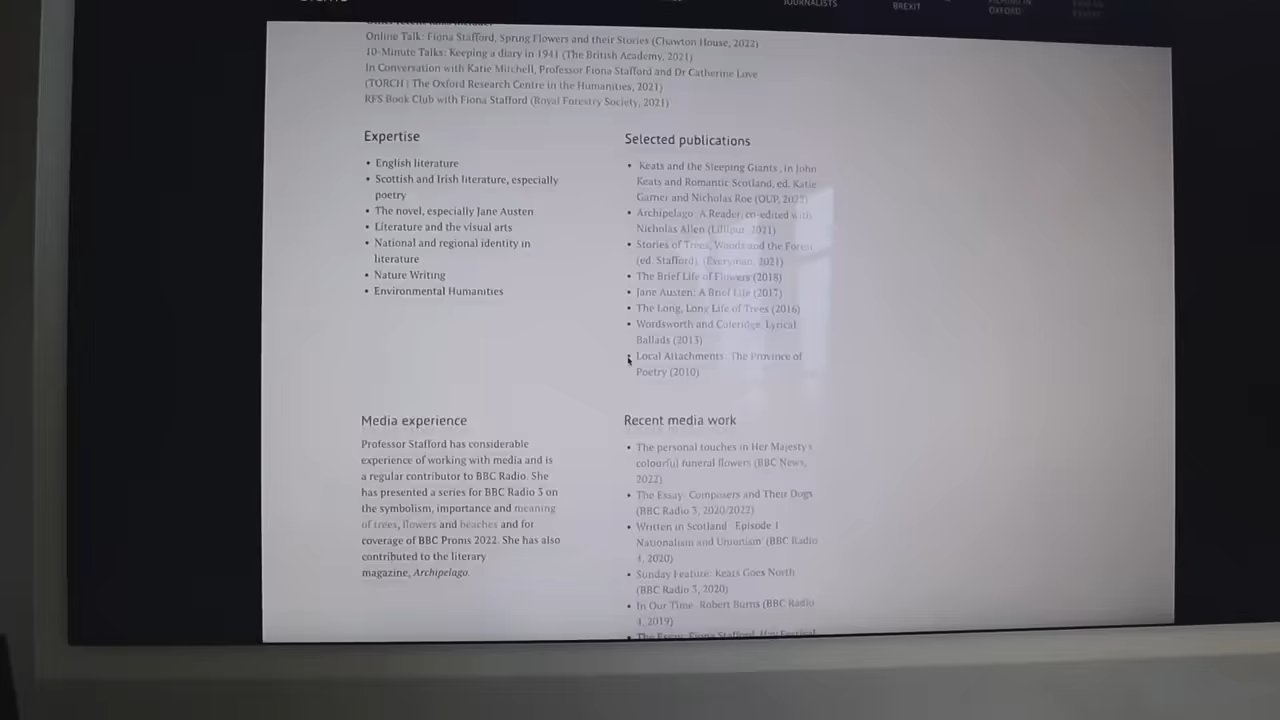 JOURNALISTS
BREXIT
OXFORD
Online Talk: Fiona Stafford, Spring Flowers and their Stories (Chawton House, 2022)
10-Minute Talks: Keeping a diary in 1941 (The British Academy, 2021)
In Conversation with Katie Mitchell, Professor Fiona Stafford and Dr Catherine Love
(TORCH | The Oxford Research Centre in the Humanities, 2021)
RFS Book Club with Fiona Stafford (Royal Forestry Society, 2021)
Expertise
• English literature
• Scottish and Irish literature, especially
poetry
• The novel, especially Jane Austen
• Literature and the visual arts
• National and regional identity in
literature
• Nature Writing
• Environmental Humanities
Selected publications
• Keats and the Sleeping Giants, in John
Keats and Romantic Scotland, ed. Katie
Garner and Nicholas Roe (OUP, 2022)
• Archipelago: A Reader, co-edited with
Nicholas Allen (Lilliput, 2021)
• Stories of Trees, Woods and the Forest
(ed. Stafford), (Everyman, 2021)
• The Brief Life of Flowers (2018)
• Jane Austen: A Brief Life (2017)
• The Long, Long Life of Trees (2016)
• Wordsworth and Coleridge, Lyrical
Ballads (2013)
• Local Attachments: The Province of
Poetry (2010)
Media experience
Professor Stafford has considerable
experience of working with media and is
a regular contributor to BBC Radio. She
has presented a series for BBC Radio 3 on
the symbolism, importance and meaning
of trees, flowers and beaches and for
coverage of BBC Proms 2022. She has also
contributed to the literary
magazine, Archipelago.
Recent media work
• The personal touches in Her Majesty's
colourful funeral flowers (BBC News,
2022)
• The Essay: Composers and Their Dogs
(BBC Radio 3, 2020/2022)
• Written in Scotland - Episode 1
'Nationalism and Unionism' (BBC Radio
4, 2020)
• Sunday Feature: Keats Goes North
(BBC Radio 3, 2020)
• In Our Time: Robert Burns (BBC Radio
4, 2019)
• The Essay: Fiona Stafford, Hay Festival